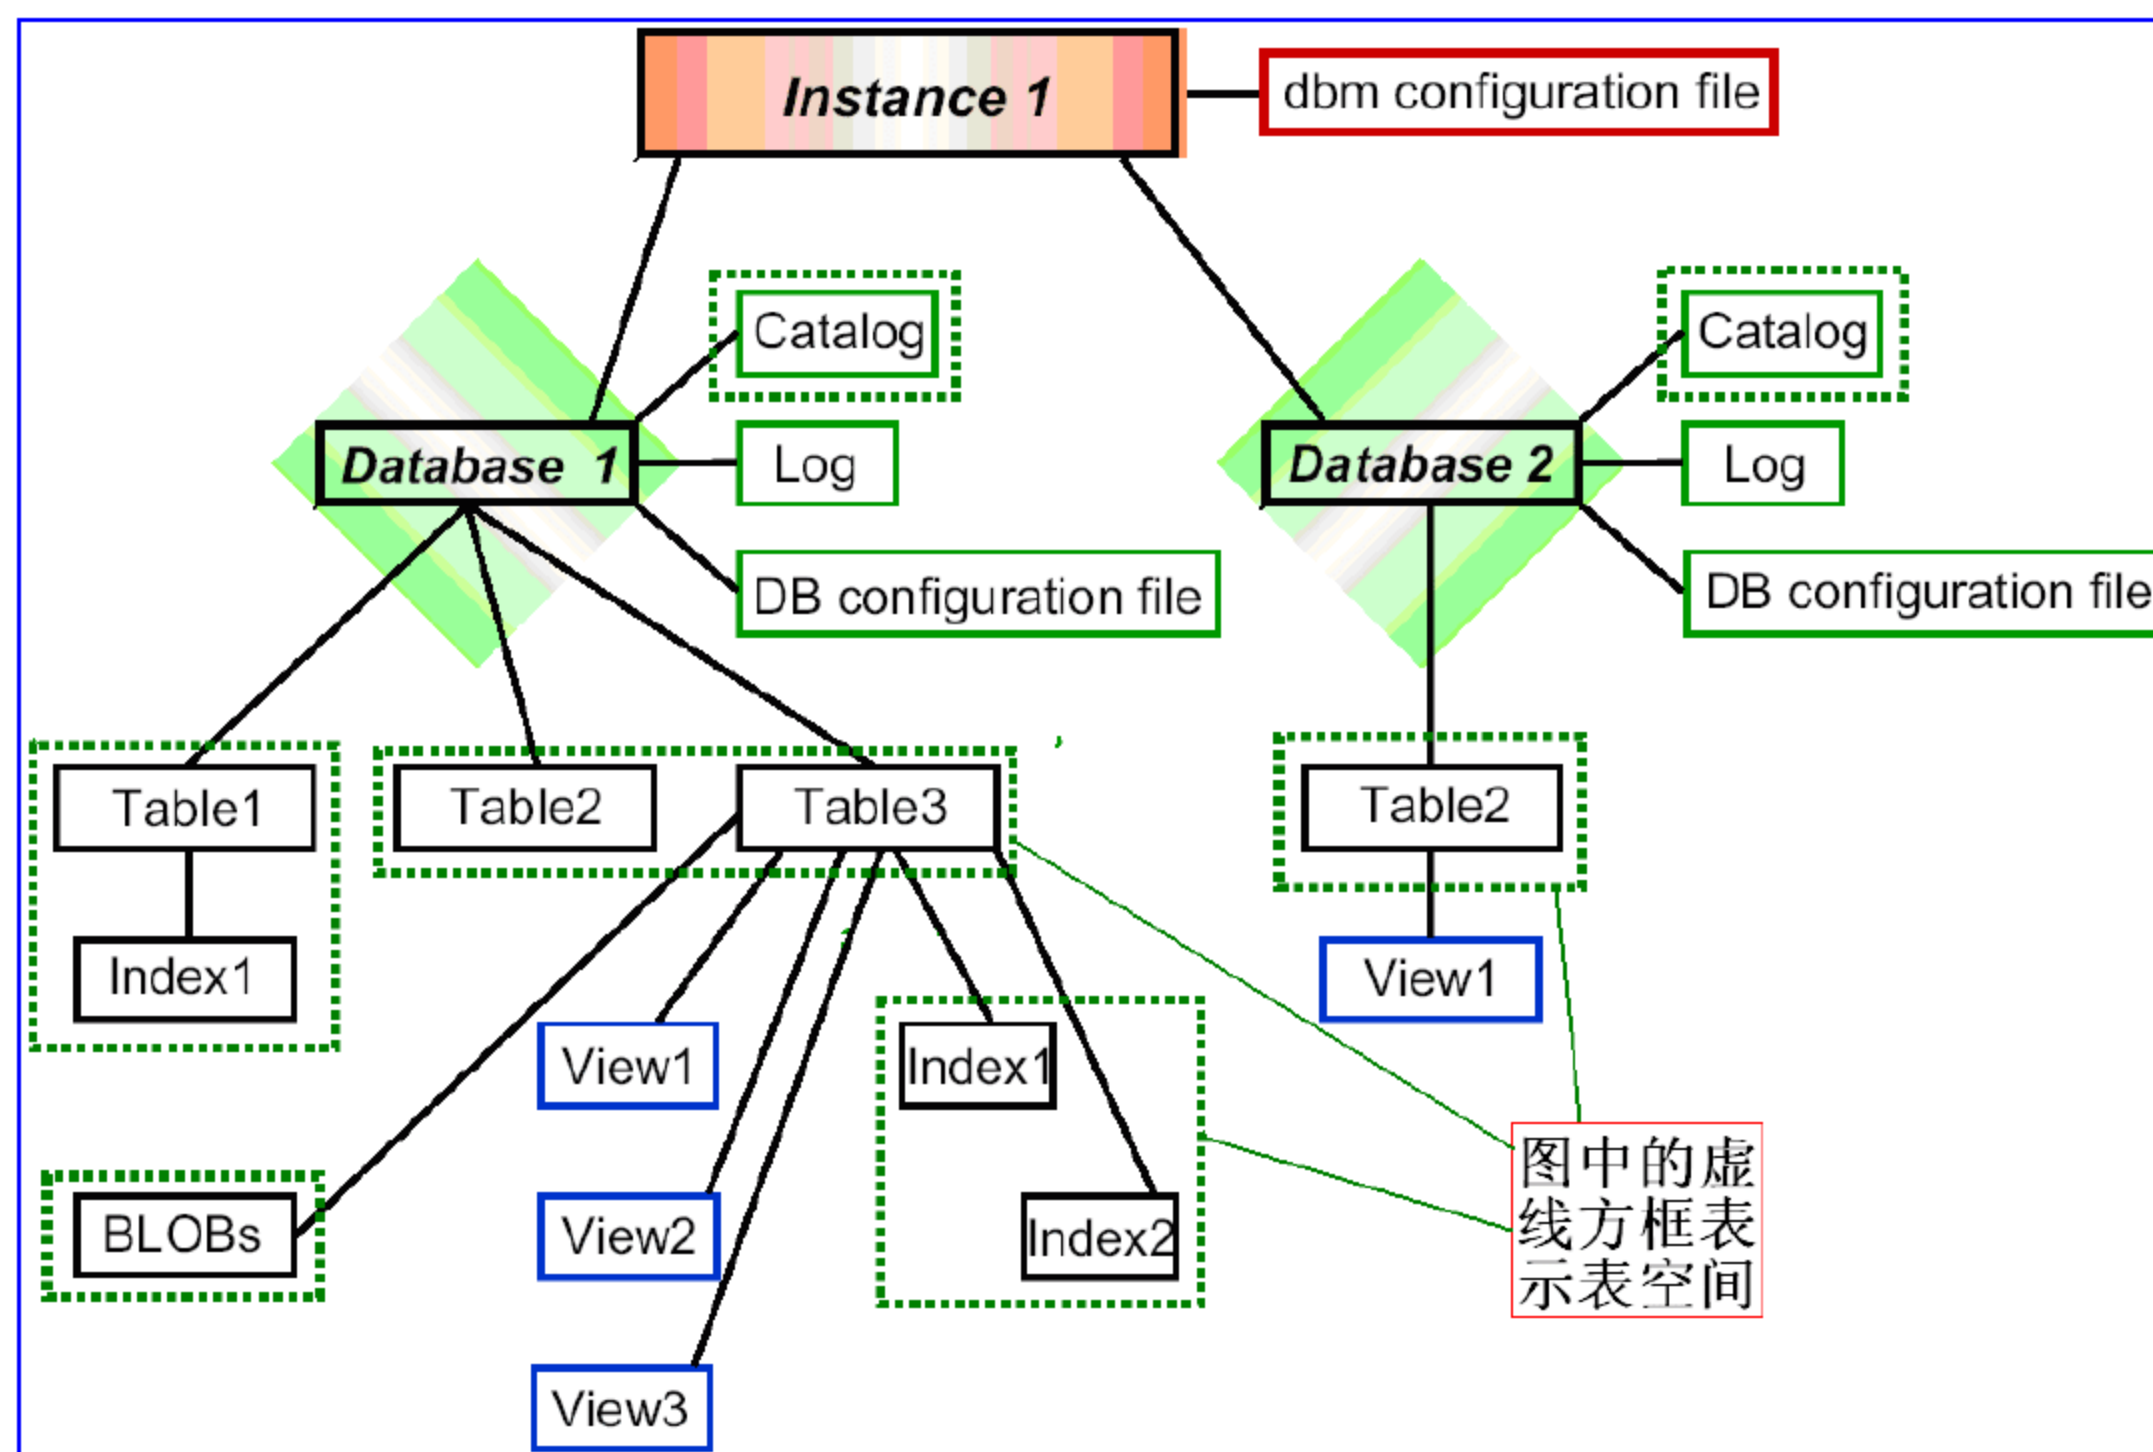 Instance 1
dbm configuration file
Catalog
Catalog
Database 1
Log
Database 2
Log
DB configuration file
DB configuration file
Table1
Table2
Table3
Table2
Index1
View1
View1
Index1
图中的虚
线方框表
示表空间
BLOBs
View2
Index2
View3